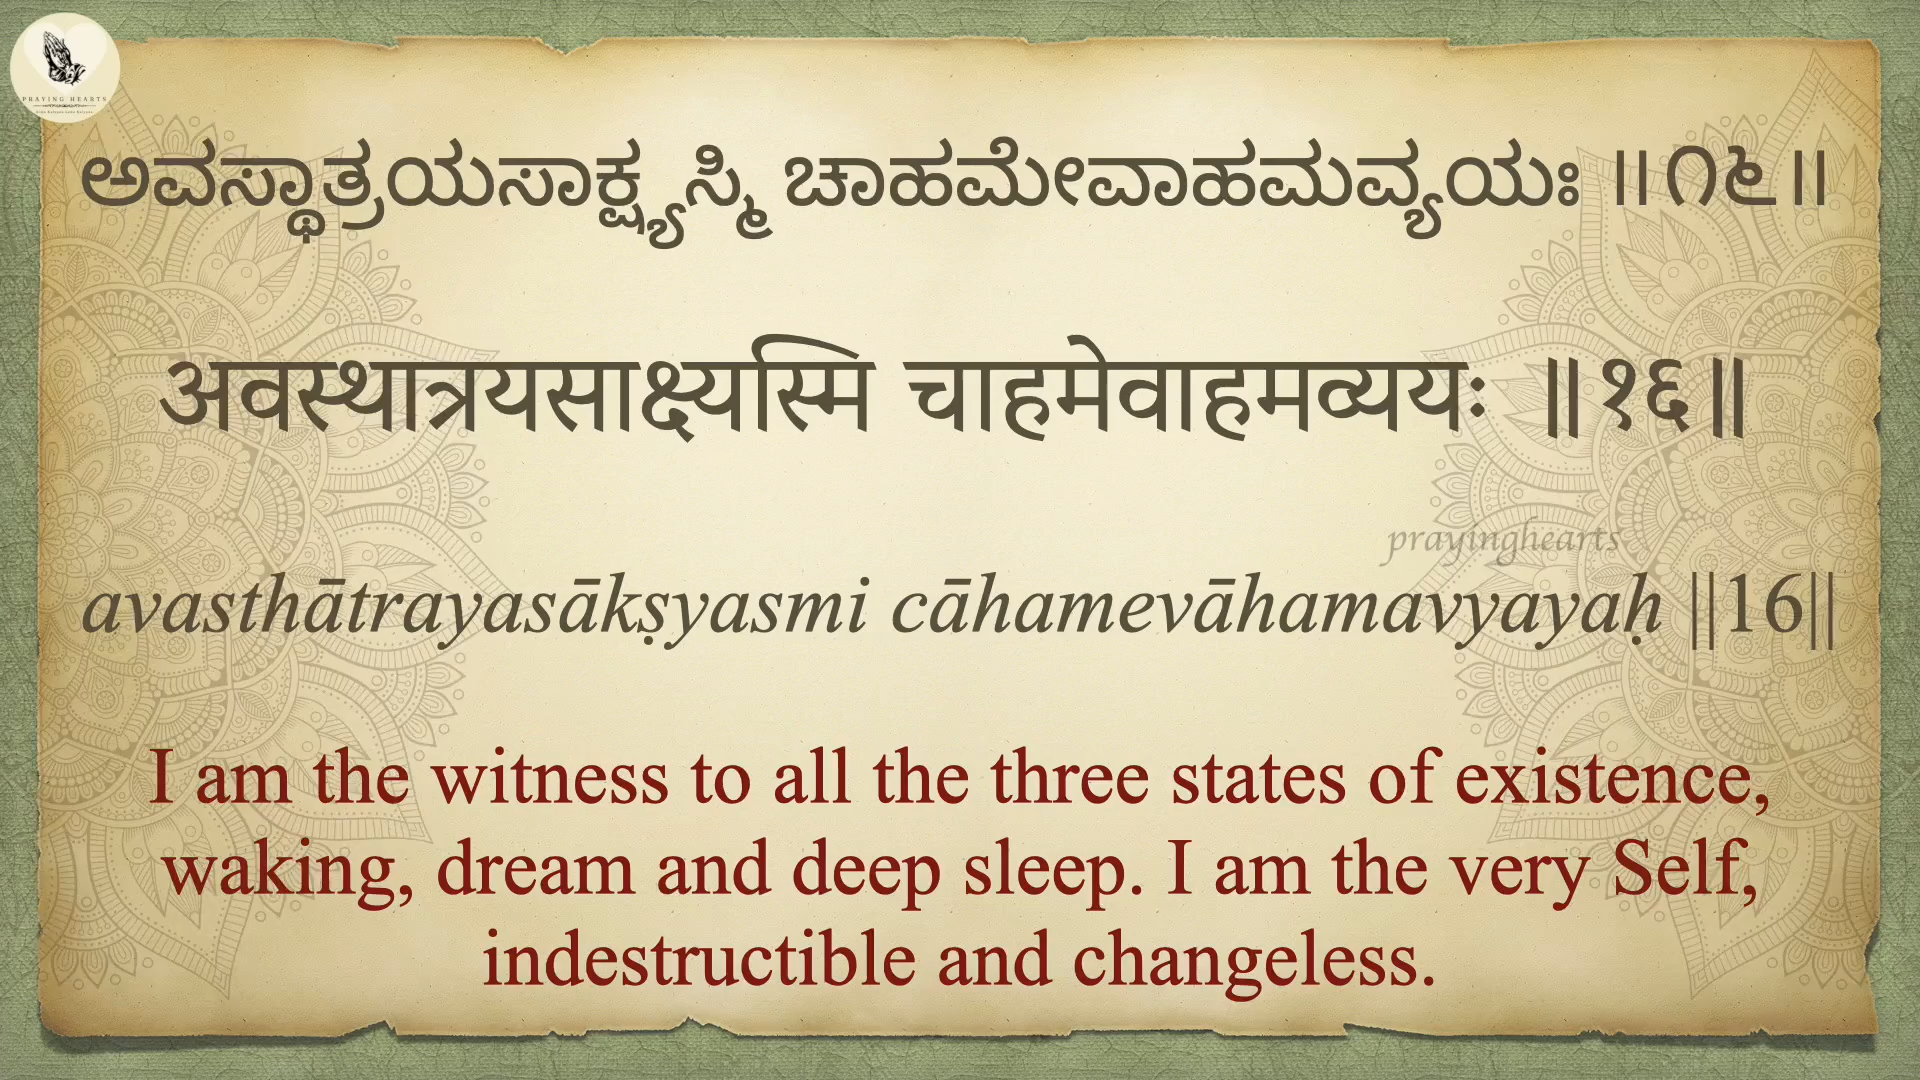 PRAYING HEARTS
ಅವಸ್ಥಾತ್ರಯಸಾಕ್ಷ್ಯಸ್ಮಿ ಚಾಹಮೇವಾಹಮವ್ಯಯಃ ॥೧೬॥
अवस्थात्रयसाक्ष्यस्मि चाहमेवाहमव्ययः ॥१६॥
prayinghearts
avasthātrayasākṣyasmi cāhamevāhamavyayaḥ ||16||
I am the witness to all the three states of existence,
waking, dream and deep sleep. I am the very Self,
indestructible and changeless.